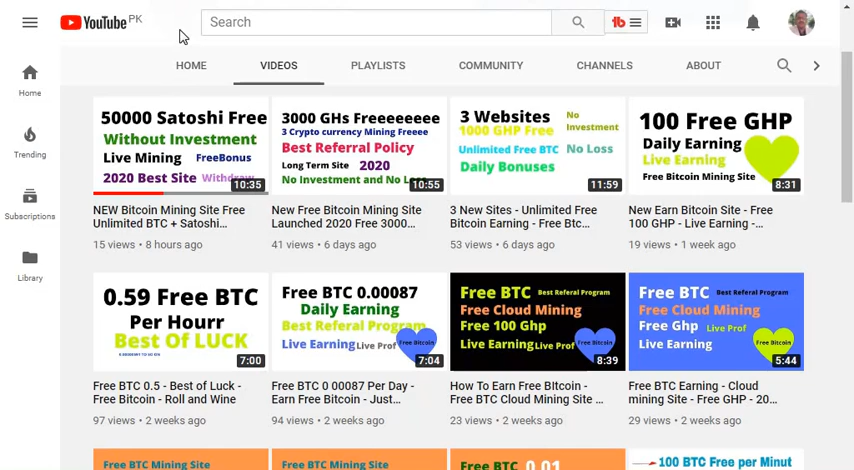 YouTube PK
Search
tb
HOME VIDEOS PLAYLISTS COMMUNITY CHANNELS ABOUT
Home
Trending
Subscriptions
Library
50000 Satoshi Free
Without Investment
Live Mining FreeBonus
2020 Best Site Withdraw
10:35
NEW Bitcoin Mining Site Free
Unlimited BTC + Satoshi...
15 views • 8 hours ago
3000 GHs Freeeeeeee
3 Crypto currency Mining Freeee
Best Referral Policy
Long Term Site 2020
No Investment and No Loss
10:55
New Free Bitcoin Mining Site
Launched 2020 Free 3000...
41 views • 6 days ago
3 Websites
No
Investment
1000 GHP Free
Unlimited Free BTC No Loss
Daily Bonuses
11:59
3 New Sites - Unlimited Free
Bitcoin Earning - Free Btc...
53 views • 6 days ago
100 Free GHP
Daily Earning
Live Earning
Free Bitcoin Mining Site
8:31
New Earn Bitcoin Site - Free
100 GHP - Live Earning -...
19 views • 1 week ago
0.59 Free BTC
Per Hourr
Best Of LUCK
7:00
Free BTC 0.5 - Best of Luck -
Free Bitcoin - Roll and Wine
97 views • 2 weeks ago
Free BTC 0.00087
Daily Earning
Best Referal Program
Live Earning Live Prof
Free Bitcoin
7:04
Free BTC 0 00087 Per Day -
Earn Free Bitcoin - Just...
94 views • 2 weeks ago
Free BTC Best Referal Program
Free Cloud Mining
Free 100 Ghp
Live Earning Live Prof
Free Bitcoin
8:39
How To Earn Free Bitcoin -
Free BTC Cloud Mining Site ...
23 views • 2 weeks ago
Free BTC Best Referral Program
Free Cloud Mining
Free Ghp Live Prof
Live Earning
Free Bitcoin
5:44
Free BTC Earning - Cloud
mining Site - Free GHP - 20...
29 views • 2 weeks ago
Free BTC Mining Site
Free BTC Mining Site
Free BTC 0.01
100 BTC Free per Minut